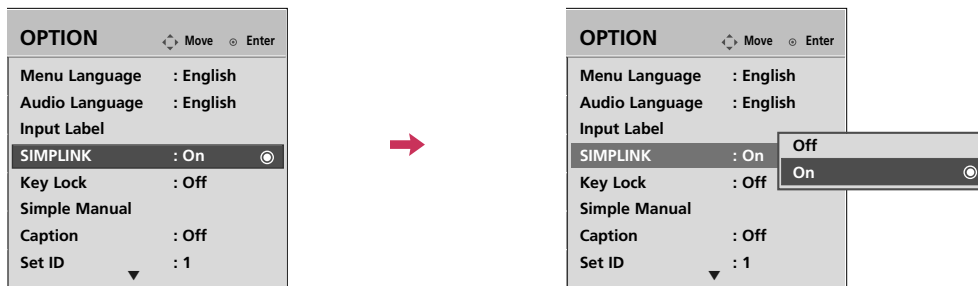 OPTION Move Enter
Menu Language : English
Audio Language : English
Input Label
SIMPLINK : On
Key Lock : Off
Simple Manual
Caption : Off
Set ID : 1
OPTION Move Enter
Menu Language : English
Audio Language : English
Input Label
SIMPLINK : On
Key Lock : Off
Simple Manual
Caption : Off
Set ID : 1
Off
On